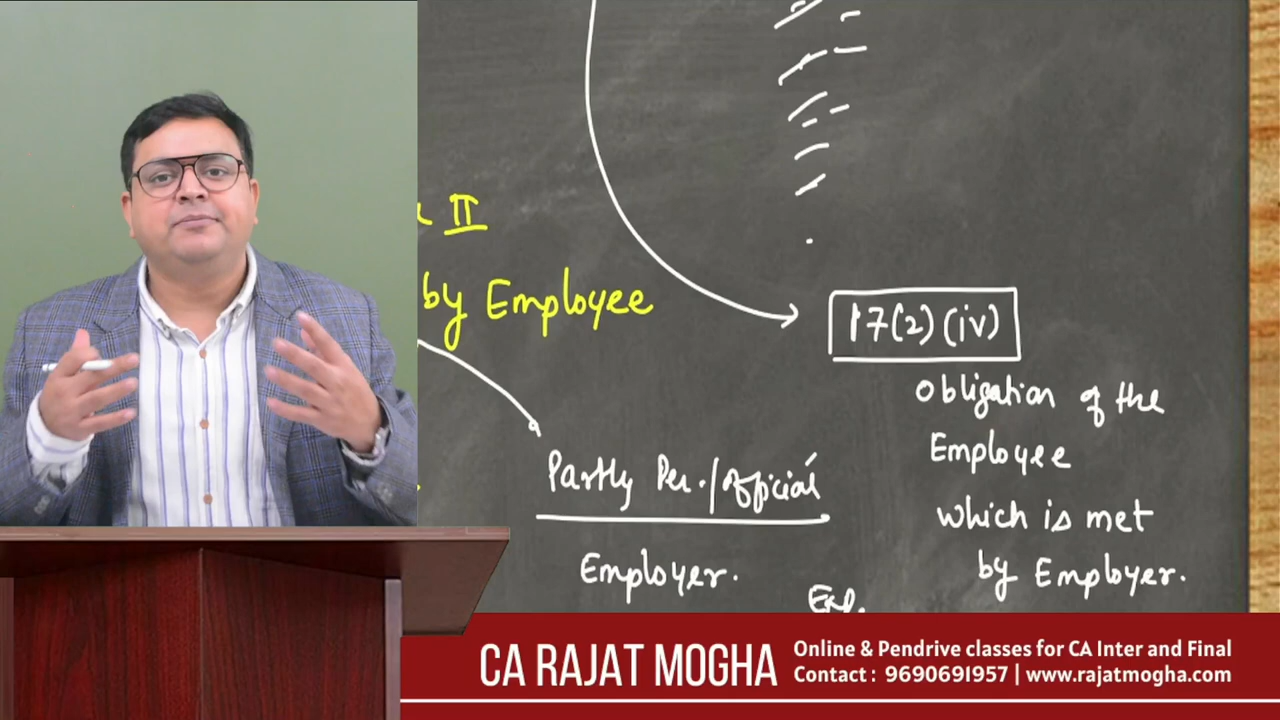 II
by Employee
17(2)(iv)
Obligation of the
Employee
which is met
by Employer.
Partly Per./Official
Employer.
Exp.
CA RAJAT MOGHA
Online & Pendrive classes for CA Inter and Final
Contact : 9690691957 | www.rajatmogha.com